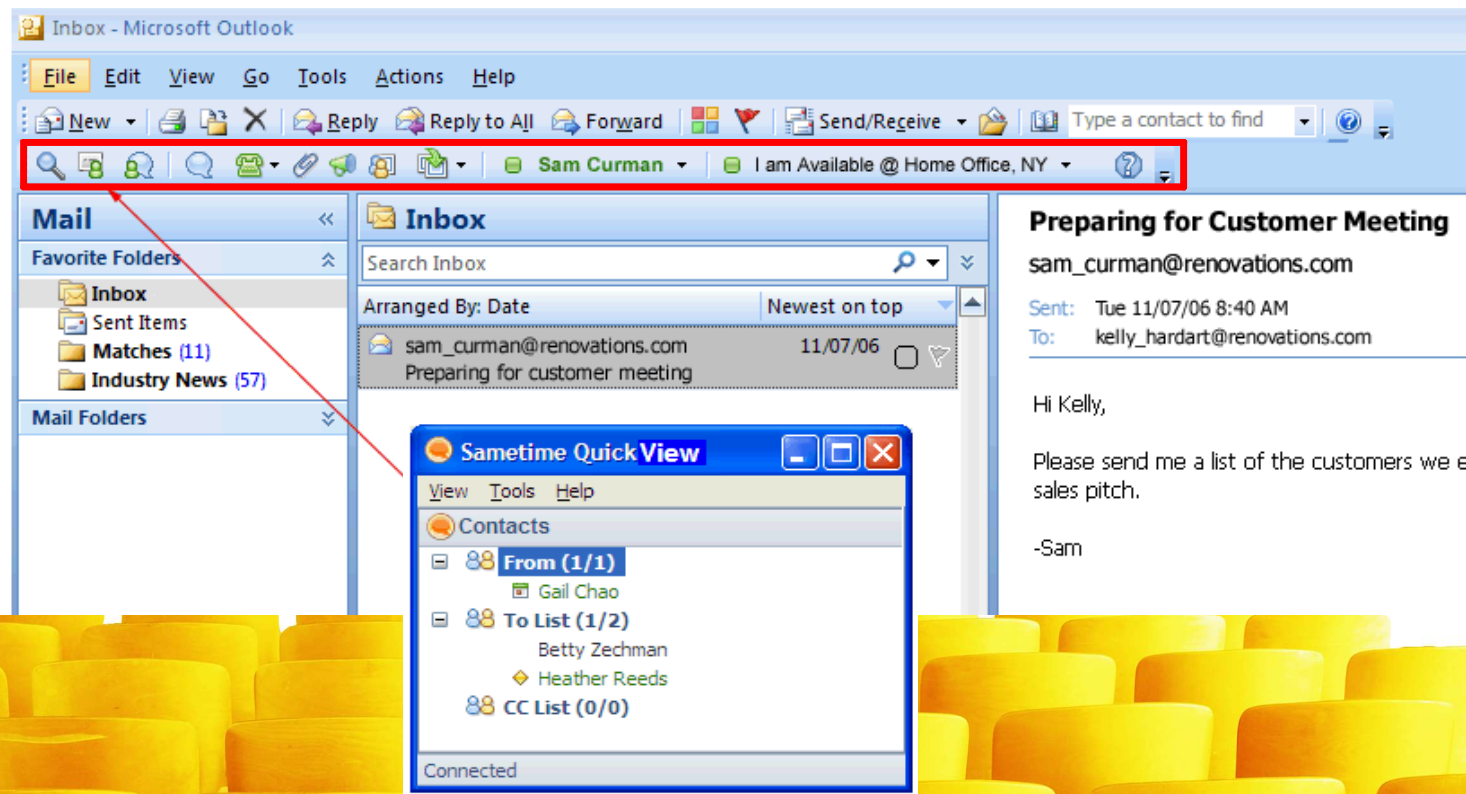 Inbox - Microsoft Outlook
File Edit View Go Tools Actions Help
New Reply Reply to All Forward Send/Receive Type a contact to find
Sam Curman I am Available @ Home Office, NY
Mail
Favorite Folders
Inbox
Sent Items
Matches (11)
Industry News (57)
Mail Folders
Inbox
Search Inbox
Arranged By: Date Newest on top
sam_curman@renovations.com 11/07/06
Preparing for customer meeting
Preparing for Customer Meeting
sam_curman@renovations.com
Sent: Tue 11/07/06 8:40 AM
To: kelly_hardart@renovations.com
Hi Kelly,
Please send me a list of the customers we
sales pitch.
-Sam
Sametime QuickView
View Tools Help
Contacts
From (1/1)
Gail Chao
To List (1/2)
Betty Zechman
Heather Reeds
CC List (0/0)
Connected